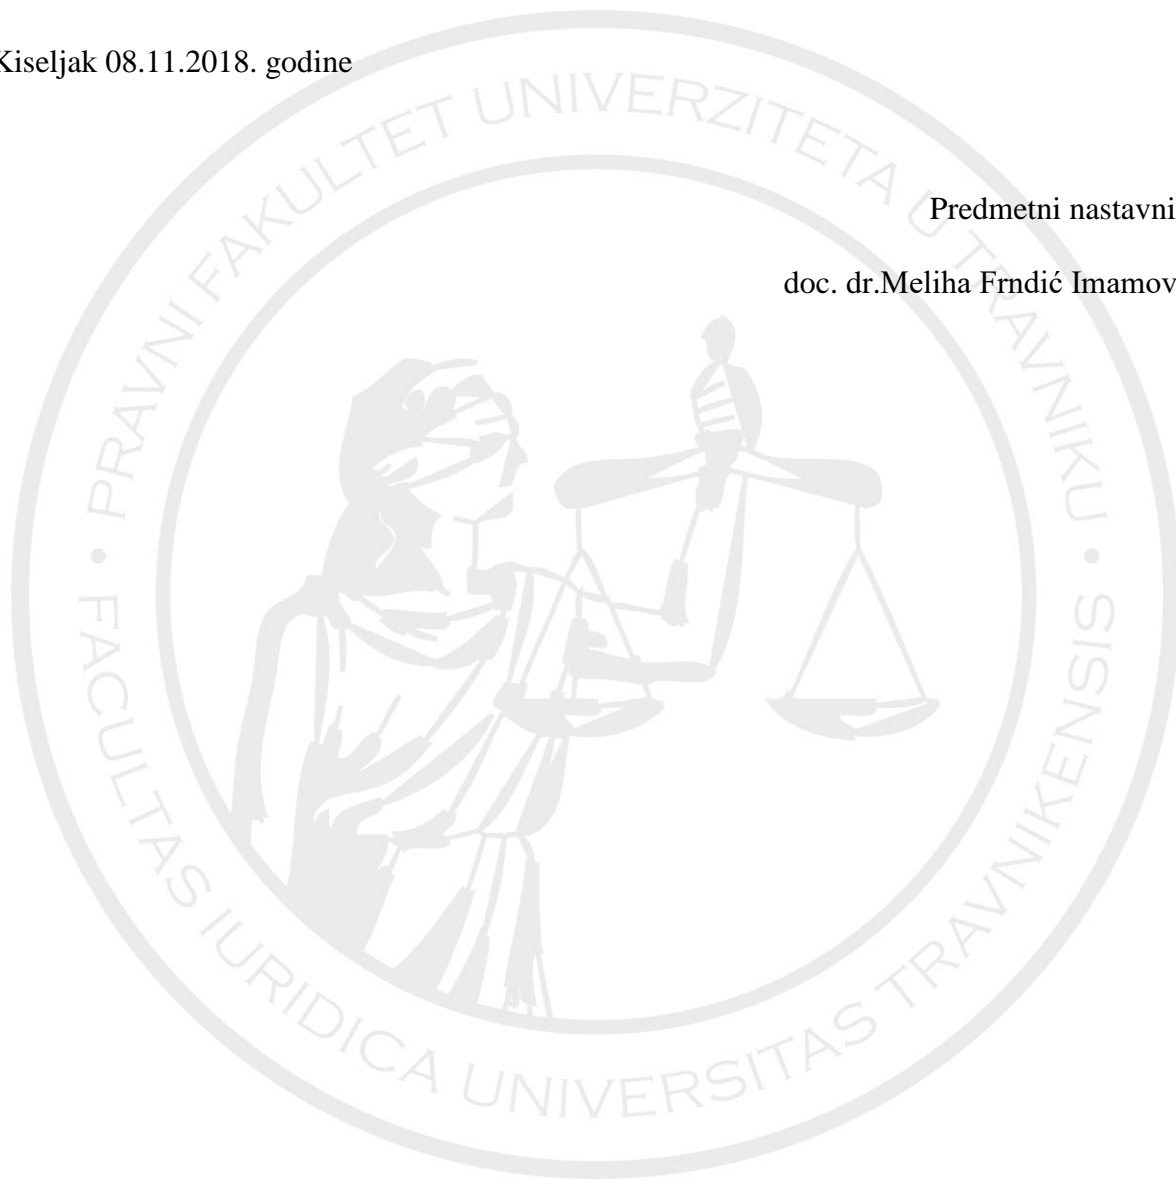 Kiseljak 08.11.2018. godine
Predmetni nastavni
doc. dr.Meliha Frndić Imamov
• PRAVNI FAKULTET UNIVERZITETA U TRAVNIKU •
FACULTAS IURIDICA UNIVERSITAS TRAVNIKENSIS